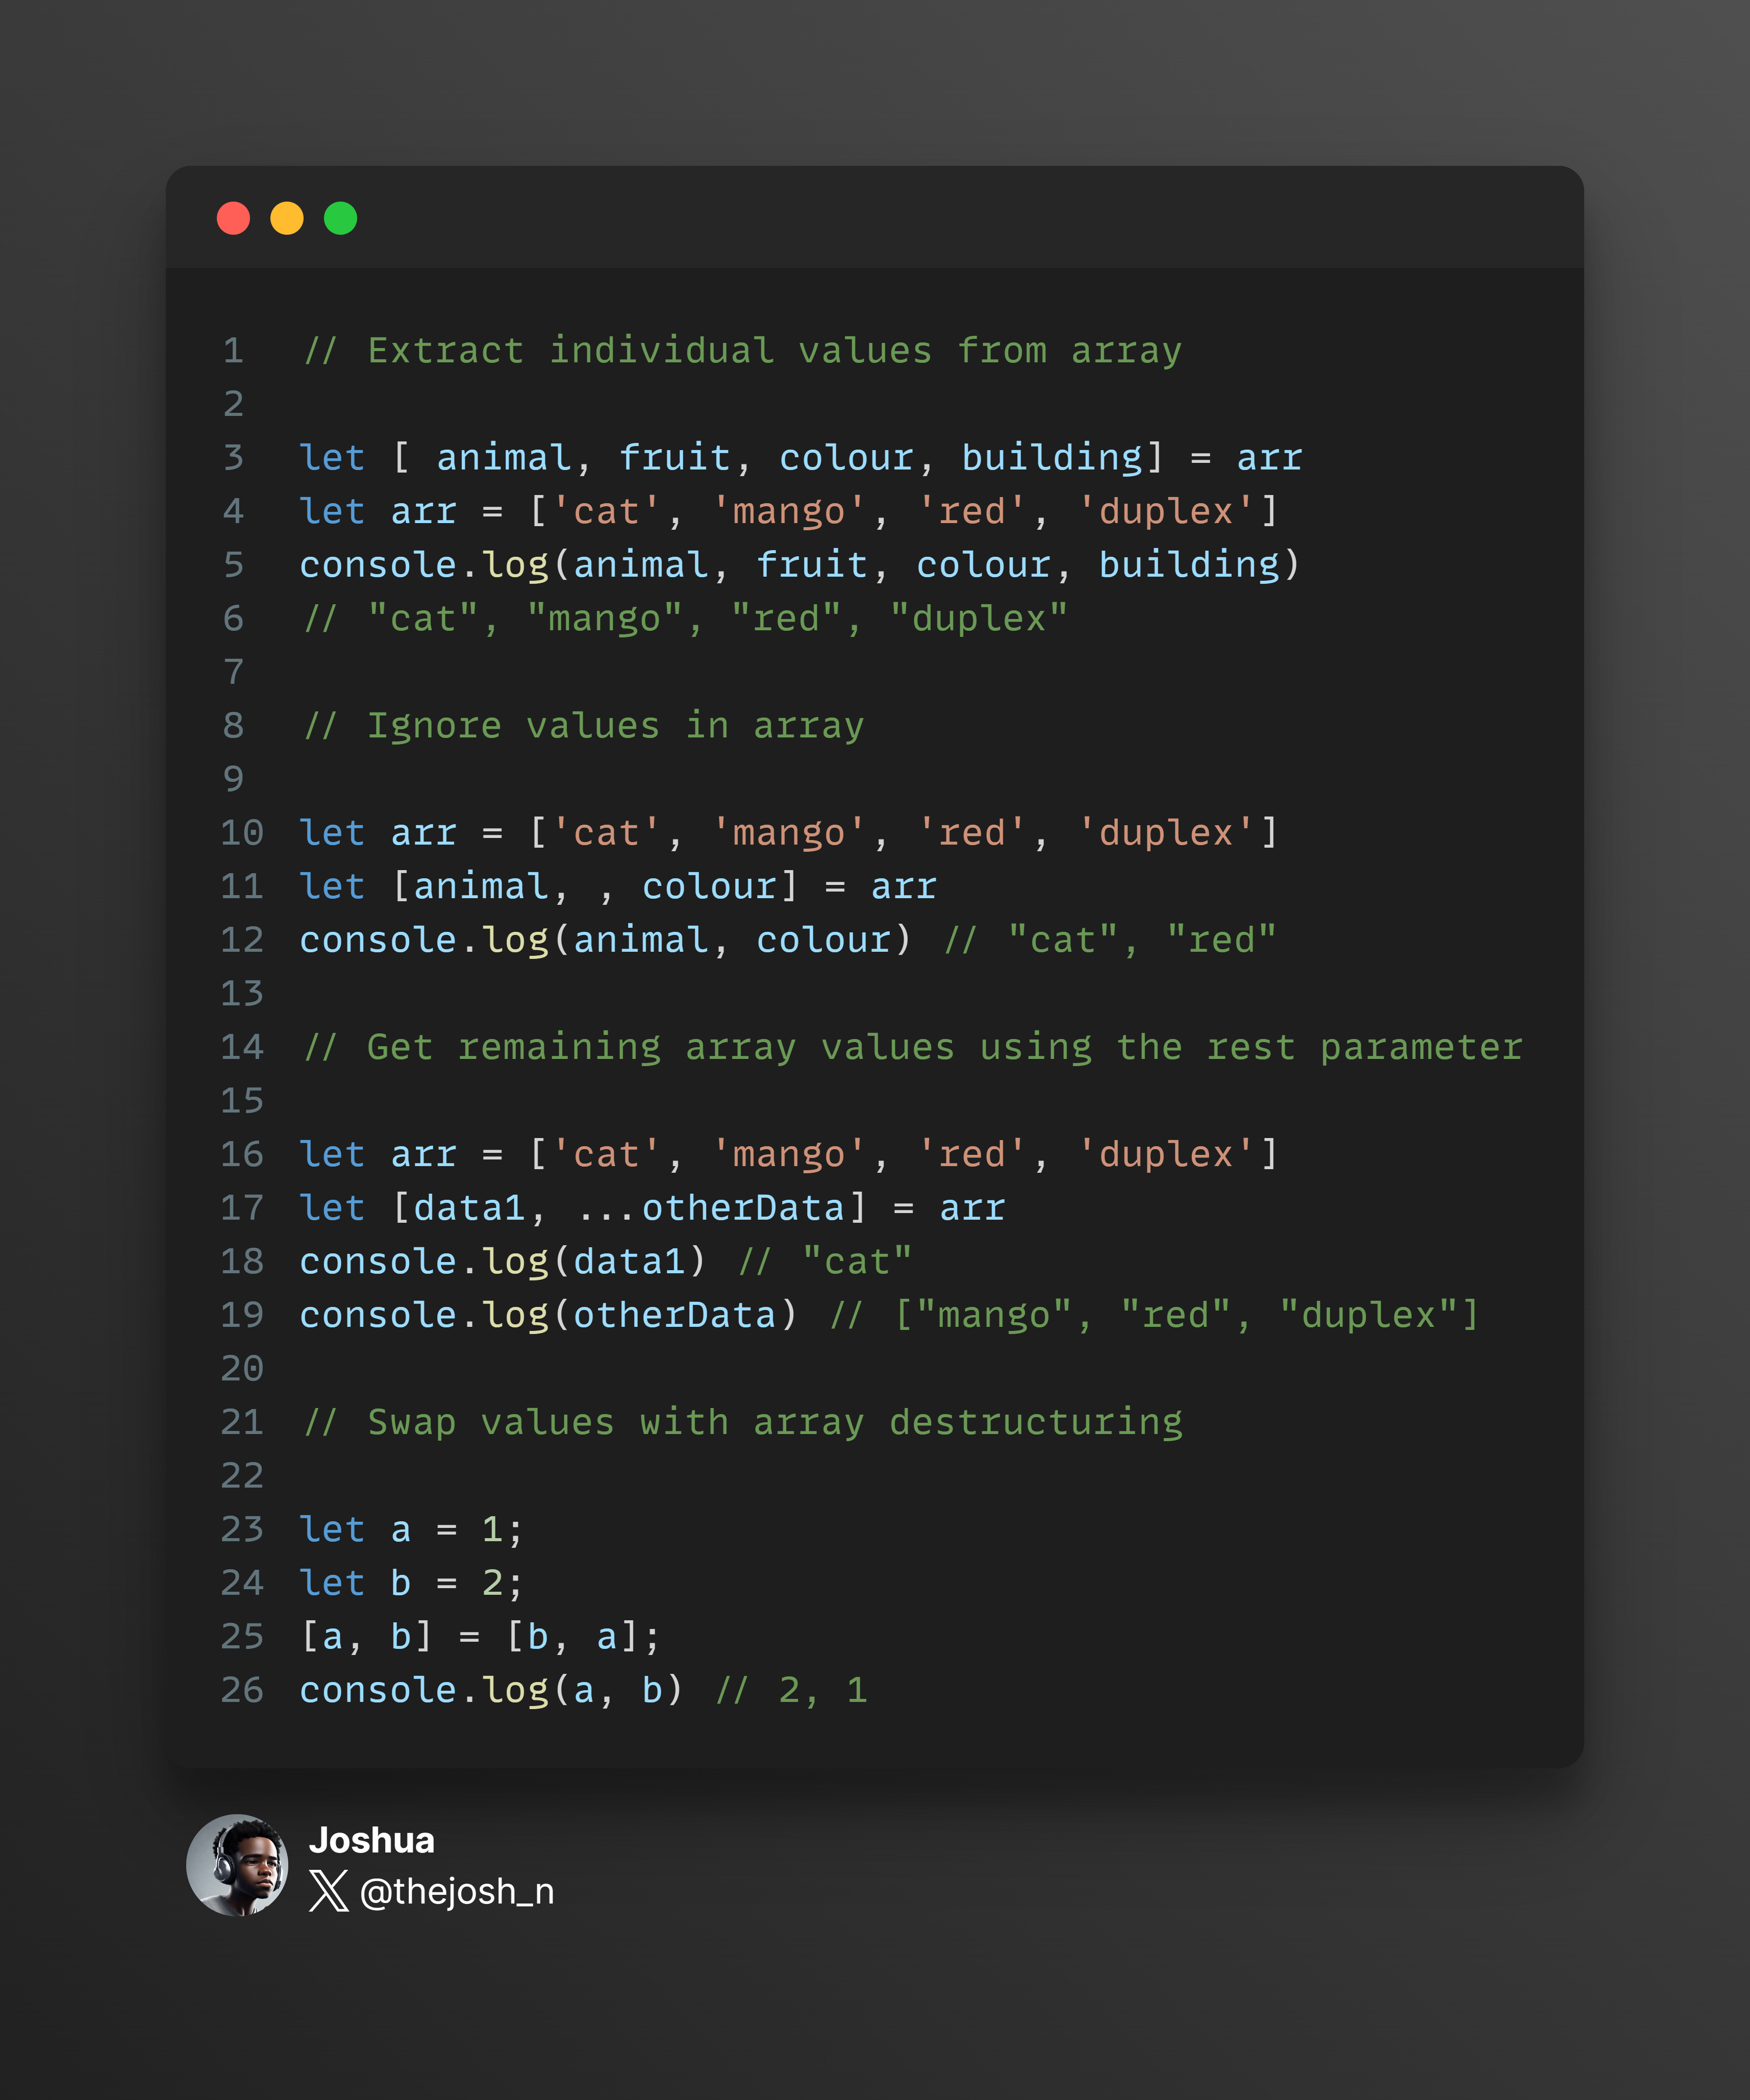 1 // Extract individual values from array
2
3 let [ animal, fruit, colour, building] = arr
4 let arr = ['cat', 'mango', 'red', 'duplex']
5 console.log(animal, fruit, colour, building)
6 // "cat", "mango", "red", "duplex"
7
8 // Ignore values in array
9
10 let arr = ['cat', 'mango', 'red', 'duplex']
11 let [animal, , colour] = arr
12 console.log(animal, colour) // "cat", "red"
13
14 // Get remaining array values using the rest parameter
15
16 let arr = ['cat', 'mango', 'red', 'duplex']
17 let [data1, ...otherData] = arr
18 console.log(data1) // "cat"
19 console.log(otherData) // ["mango", "red", "duplex"]
20
21 // Swap values with array destructuring
22
23 let a = 1;
24 let b = 2;
25 [a, b] = [b, a];
26 console.log(a, b) // 2, 1
Joshua
@thejosh_n